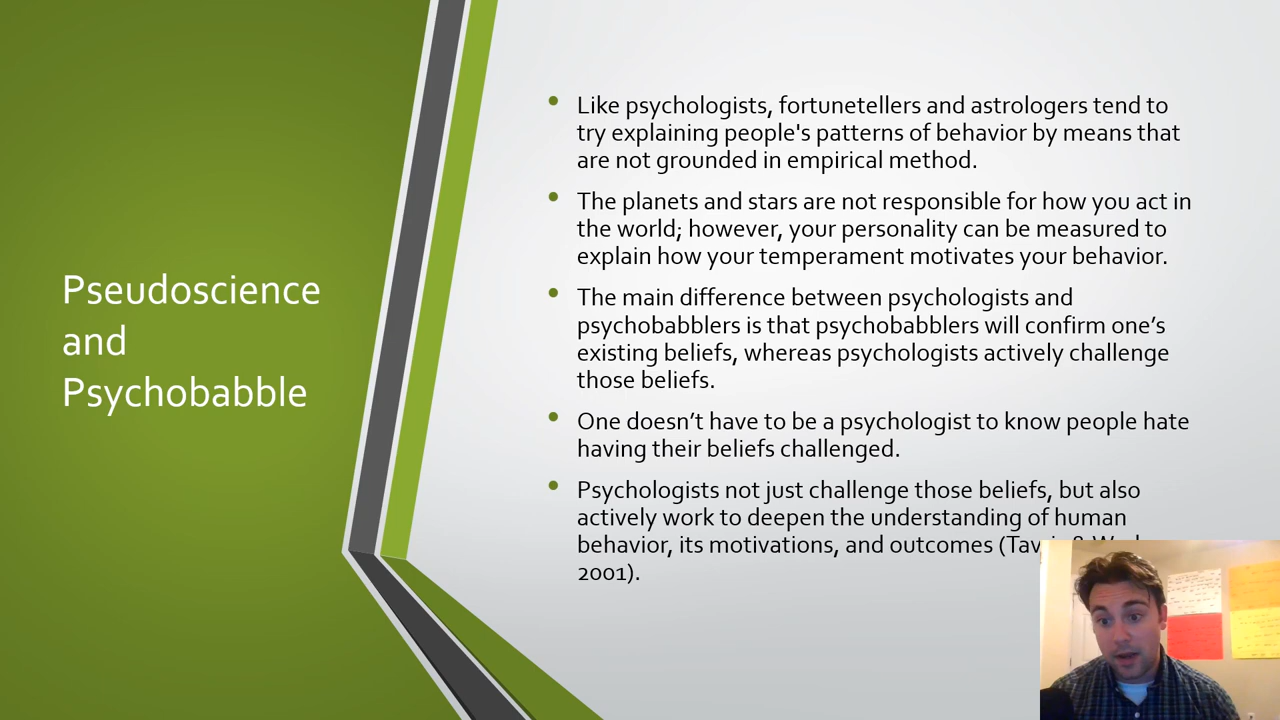 Pseudoscience
and
Psychobabble
Like psychologists, fortunetellers and astrologers tend to
try explaining people's patterns of behavior by means that
are not grounded in empirical method.
The planets and stars are not responsible for how you act in
the world; however, your personality can be measured to
explain how your temperament motivates your behavior.
The main difference between psychologists and
psychobabblers is that psychobabblers will confirm one’s
existing beliefs, whereas psychologists actively challenge
those beliefs.
One doesn’t have to be a psychologist to know people hate
having their beliefs challenged.
Psychologists not just challenge those beliefs, but also
actively work to deepen the understanding of human
behavior, its motivations, and outcomes
2001).